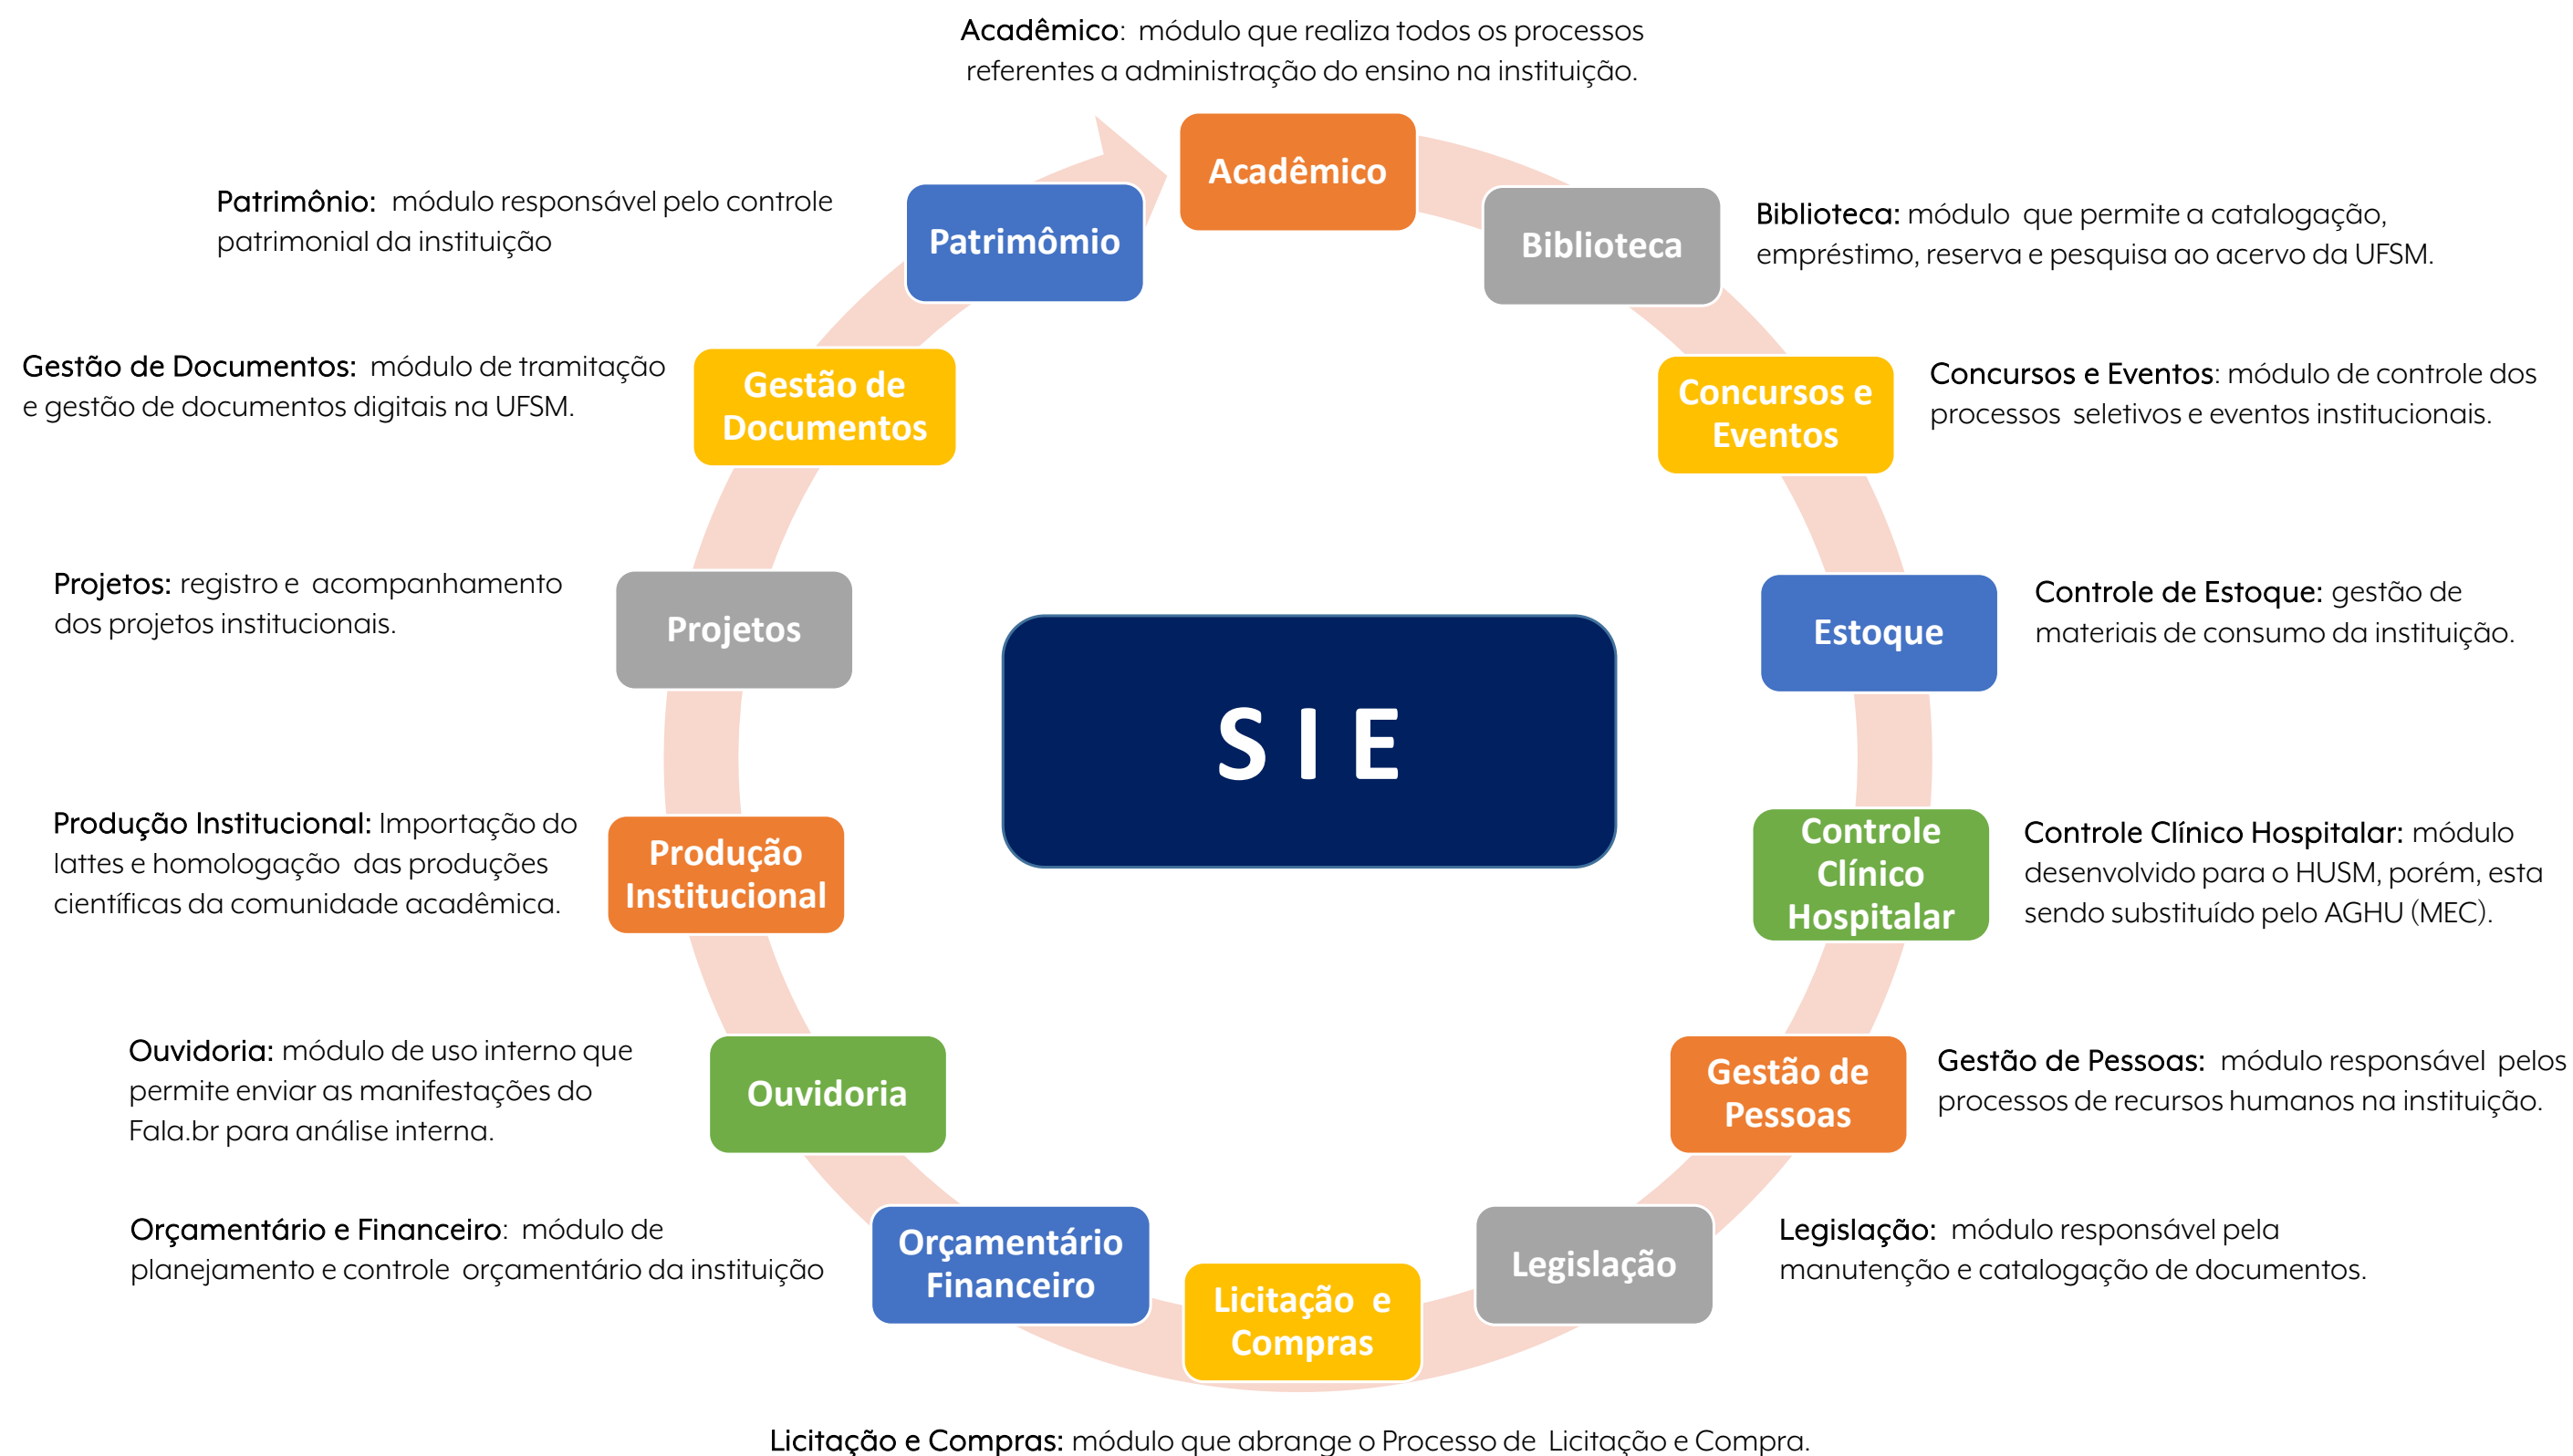 Acadêmico: módulo que realiza todos os processos
referentes a administração do ensino na instituição.
Acadêmico
Biblioteca
Biblioteca: módulo que permite a catalogação,
empréstimo, reserva e pesquisa ao acervo da UFSM.
Concursos e
Eventos
Concursos e Eventos: módulo de controle dos
processos seletivos e eventos institucionais.
Estoque
Controle de Estoque: gestão de
materiais de consumo da instituição.
Controle
Clínico
Hospitalar
Controle Clínico Hospitalar: módulo
desenvolvido para o HUSM, porém, esta
sendo substituído pelo AGHU (MEC).
Gestão de
Pessoas
Gestão de Pessoas: módulo responsável pelos
processos de recursos humanos na instituição.
Legislação
Legislação: módulo responsável pela
manutenção e catalogação de documentos.
Licitação e
Compras
Licitação e Compras: módulo que abrange o Processo de Licitação e Compra.
Orçamentário
Financeiro
Orçamentário e Financeiro: módulo de
planejamento e controle orçamentário da instituição
Ouvidoria
Ouvidoria: módulo de uso interno que
permite enviar as manifestações do
Fala.br para análise interna.
Produção
Institucional
Produção Institucional: Importação do
lattes e homologação das produções
científicas da comunidade acadêmica.
Projetos
Projetos: registro e acompanhamento
dos projetos institucionais.
Gestão de
Documentos
Gestão de Documentos: módulo de tramitação
e gestão de documentos digitais na UFSM.
Patrimômio
Patrimônio: módulo responsável pelo controle
patrimonial da instituição
S I E